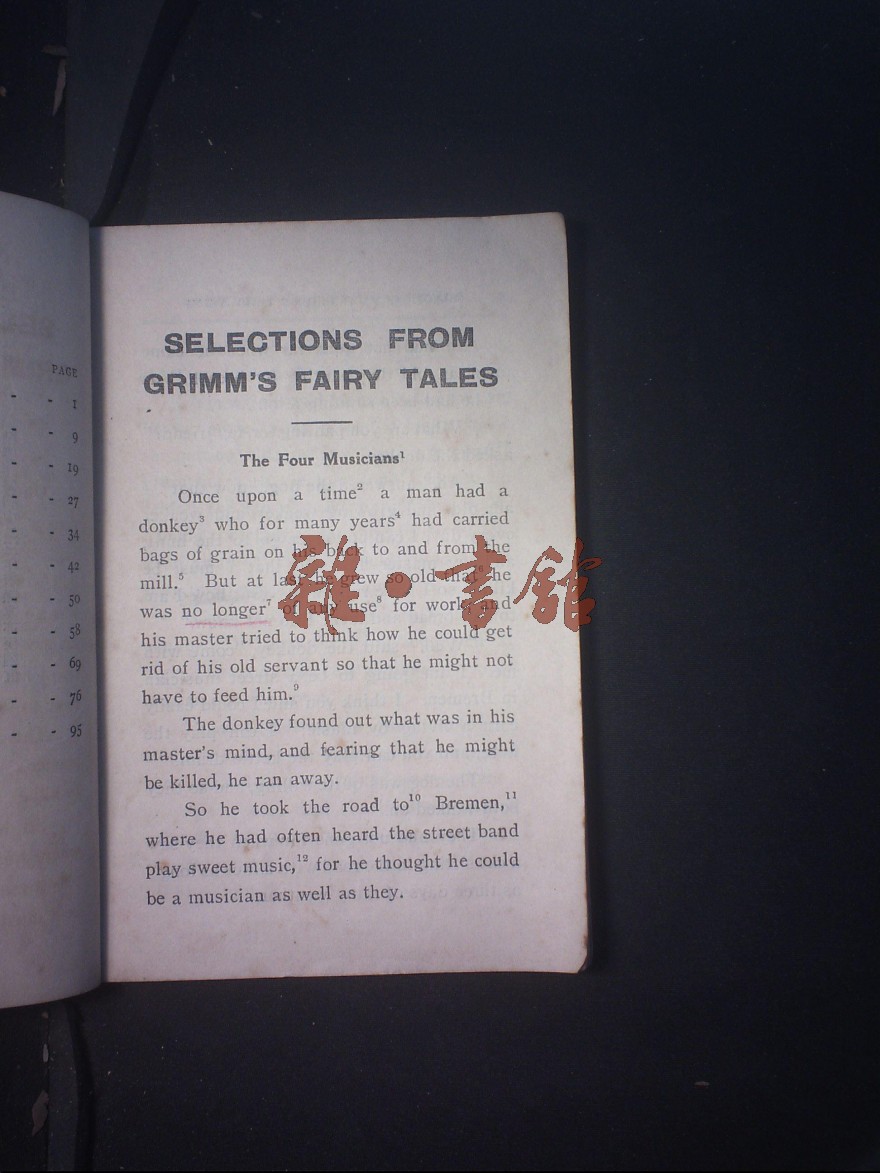 PAGE
- - 1
- - 9
- - 19
- - 27
- - 34
- - 42
- - 50
- - 58
- - 69
- - 76
- - 95
SELECTIONS FROM
GRIMM'S FAIRY TALES
The Four Musicians¹
Once upon a time² a man had a
donkey³ who for many years⁴ had carried
bags of grain on his back to and from the
mill.⁵ But at last he grew so old that⁶ he
was no longer⁷ of any use⁸ for work, and
his master tried to think how he could get
rid of his old servant so that he might not
have to feed him.⁹
The donkey found out what was in his
master's mind, and fearing that he might
be killed, he ran away.
So he took the road to¹⁰ Bremen,¹¹
where he had often heard the street band
play sweet music,¹² for he thought he could
be a musician as well as they.
雜·書館